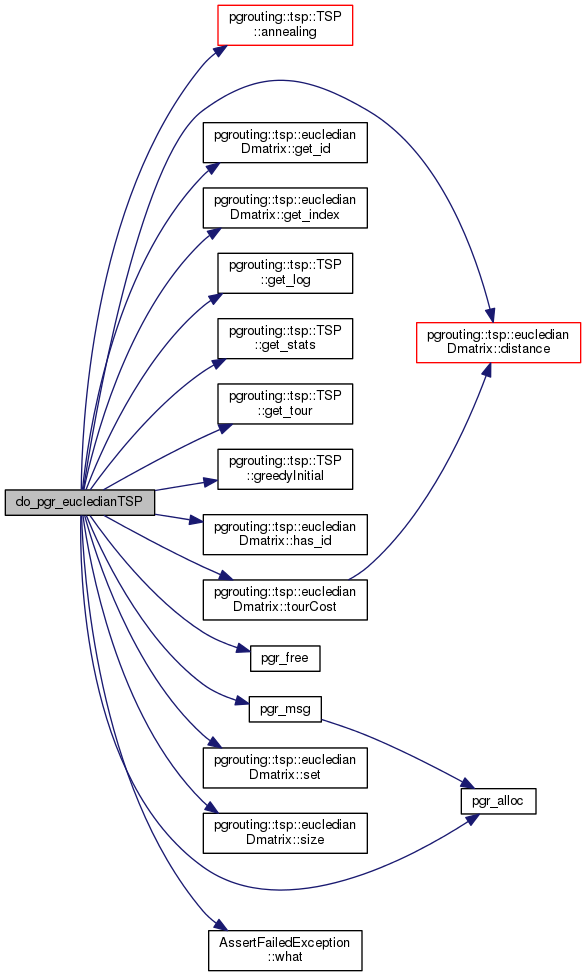 pgrouting::tsp::TSP
::annealing
pgrouting::tsp::eucledian
Dmatrix::get_id
pgrouting::tsp::eucledian
Dmatrix::get_index
pgrouting::tsp::TSP
::get_log
pgrouting::tsp::TSP
::get_stats
pgrouting::tsp::eucledian
Dmatrix::distance
pgrouting::tsp::TSP
::get_tour
pgrouting::tsp::TSP
::greedyInitial
do_pgr_eucledianTSP
pgrouting::tsp::eucledian
Dmatrix::has_id
pgrouting::tsp::eucledian
Dmatrix::tourCost
pgr_free
pgr_msg
pgrouting::tsp::eucledian
Dmatrix::set
pgr_alloc
pgrouting::tsp::eucledian
Dmatrix::size
AssertFailedException
::what